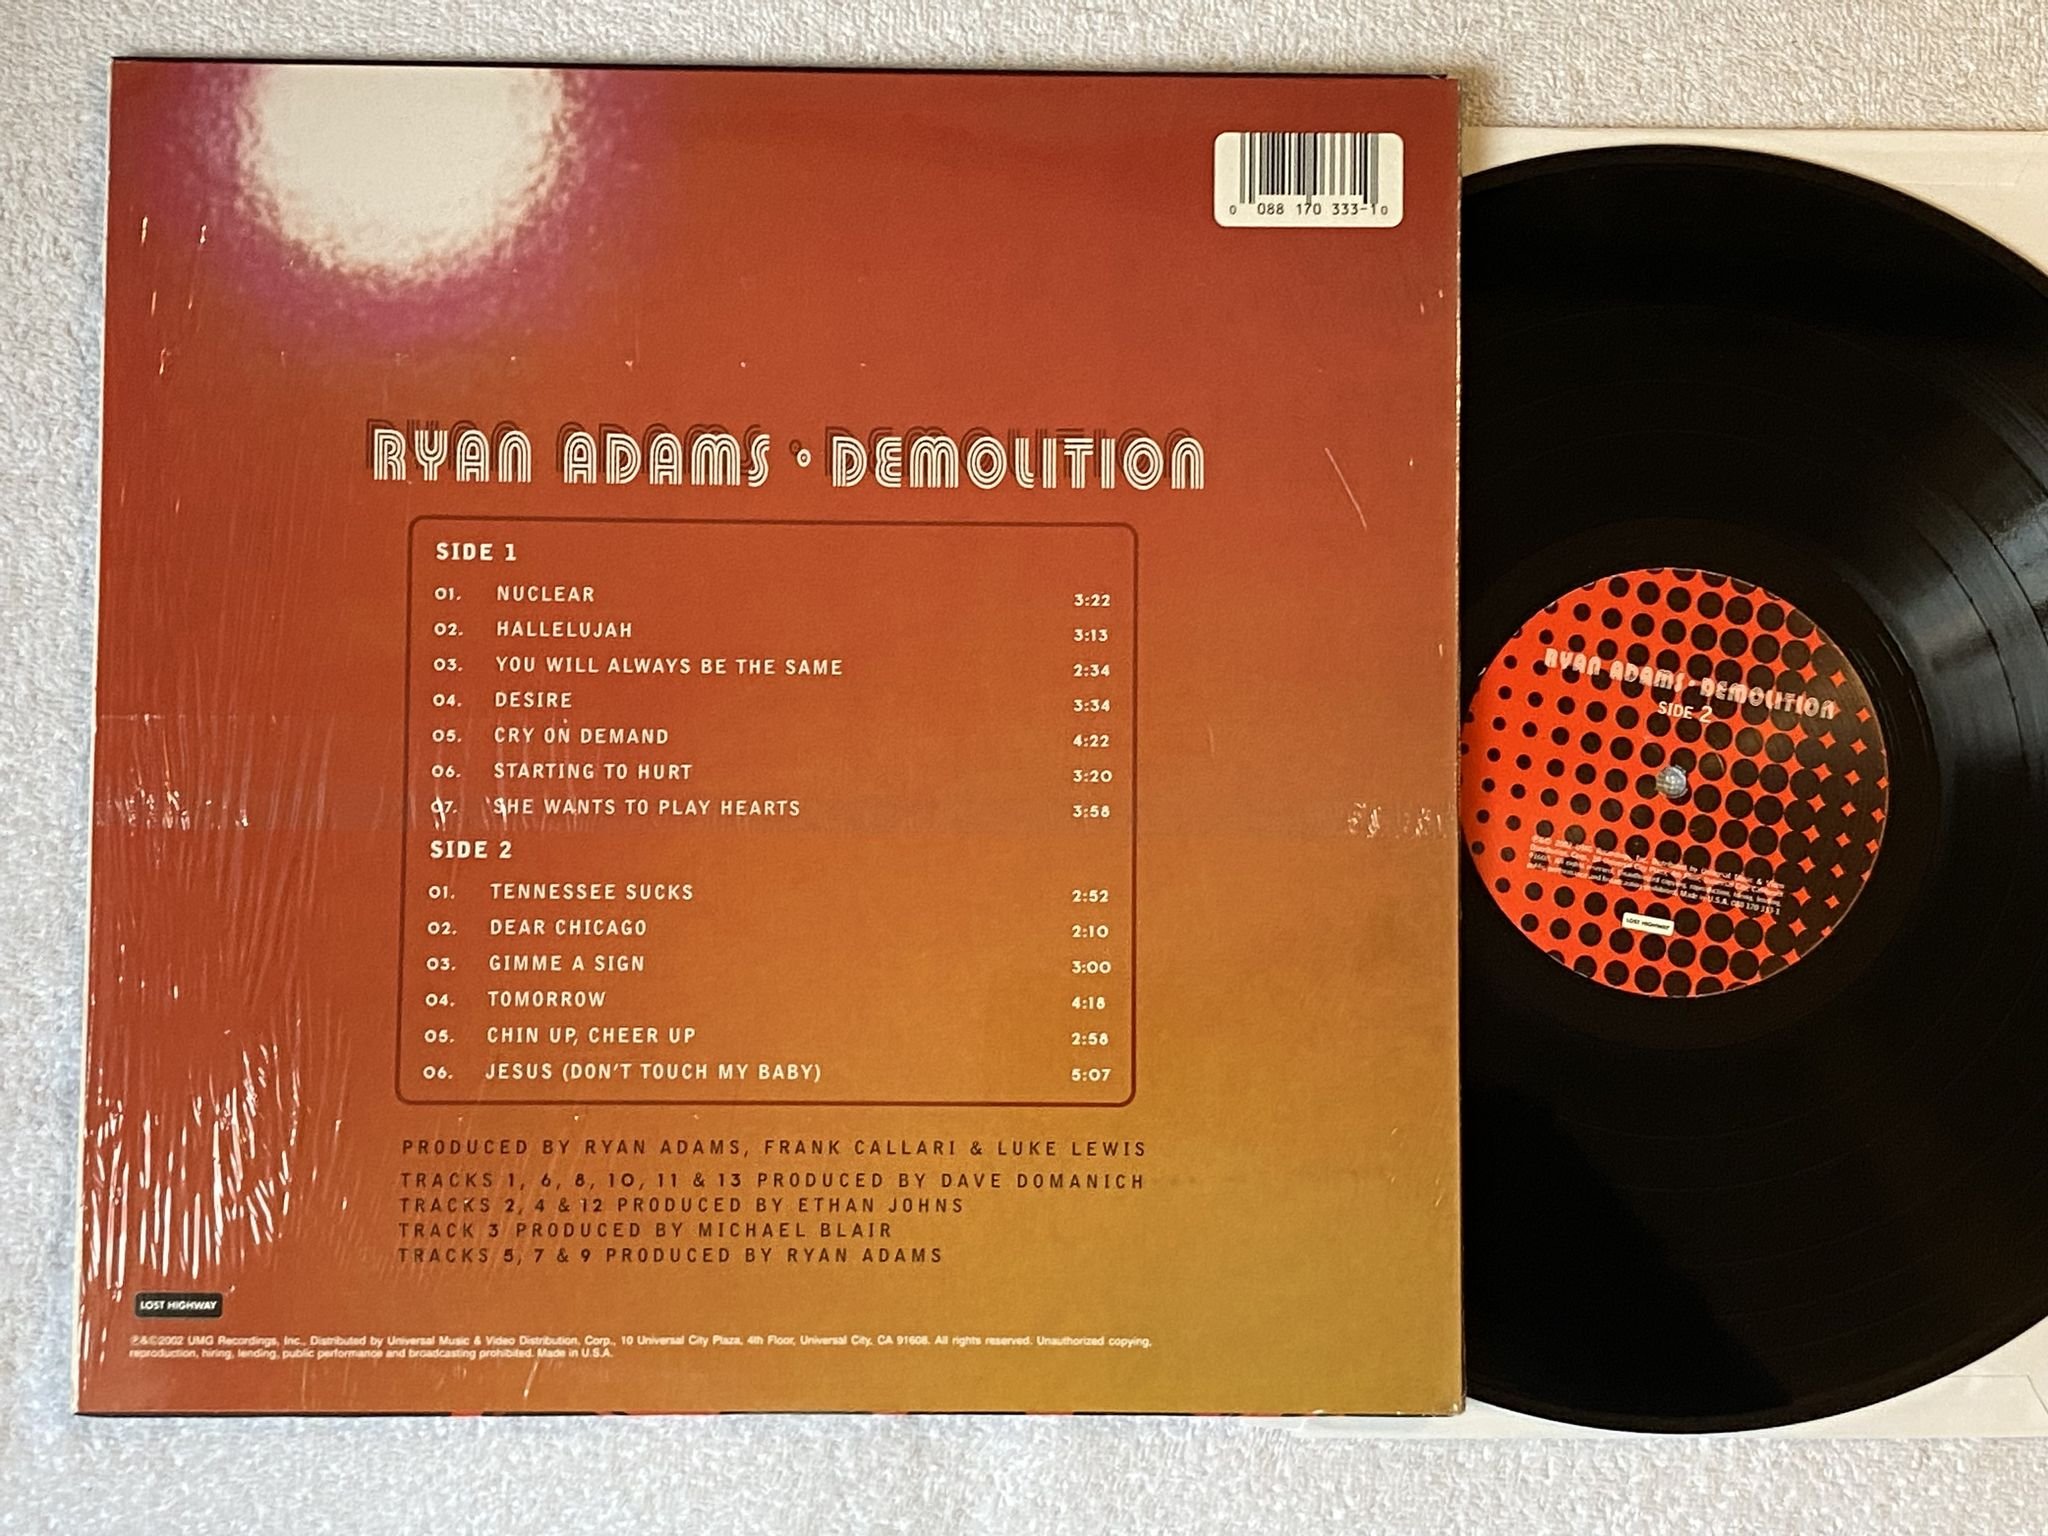 0 088 170 333-1 0
RYAN ADAMS • DEMOLITION
SIDE 1
01. NUCLEAR 3:22
02. HALLELUJAH 3:13
03. YOU WILL ALWAYS BE THE SAME 2:34
04. DESIRE 3:34
05. CRY ON DEMAND 4:22
06. STARTING TO HURT 3:20
07. SHE WANTS TO PLAY HEARTS 3:58
SIDE 2
01. TENNESSEE SUCKS 2:52
02. DEAR CHICAGO 2:10
03. GIMME A SIGN 3:00
04. TOMORROW 4:18
05. CHIN UP, CHEER UP 2:58
06. JESUS (DON'T TOUCH MY BABY) 5:07
PRODUCED BY RYAN ADAMS, FRANK CALLARI & LUKE LEWIS
TRACKS 1, 6, 8, 10, 11 & 13 PRODUCED BY DAVE DOMANICH
TRACKS 2, 4 & 12 PRODUCED BY ETHAN JOHNS
TRACK 3 PRODUCED BY MICHAEL BLAIR
TRACKS 5, 7 & 9 PRODUCED BY RYAN ADAMS
LOST HIGHWAY
℗&©2002 UMG Recordings, Inc., Distributed by Universal Music & Video Distribution, Corp., 10 Universal City Plaza, 4th Floor, Universal City, CA 91608. All rights reserved. Unauthorized copying,
reproduction, hiring, lending, public performance and broadcasting prohibited. Made in U.S.A.
RYAN ADAMS • DEMOLITION
SIDE 2
Made in U.S.A. 088 170 333-1
LOST HIGHWAY